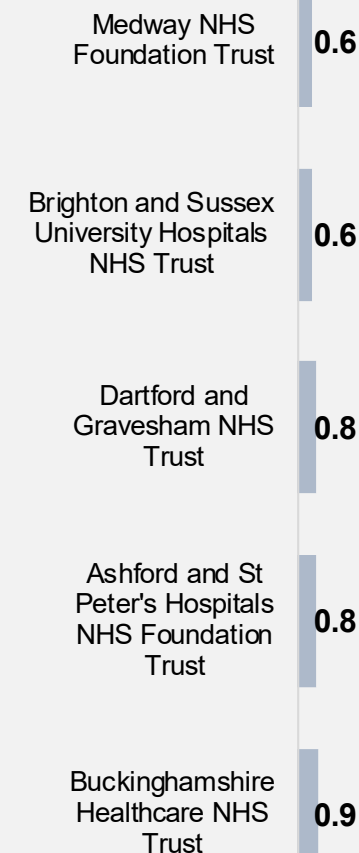 Medway NHS
Foundation Trust
0.6
Brighton and Sussex
University Hospitals
NHS Trust
0.6
Dartford and
Gravesham NHS
Trust
0.8
Ashford and St
Peter's Hospitals
NHS Foundation
Trust
0.8
Buckinghamshire
Healthcare NHS
Trust
0.9